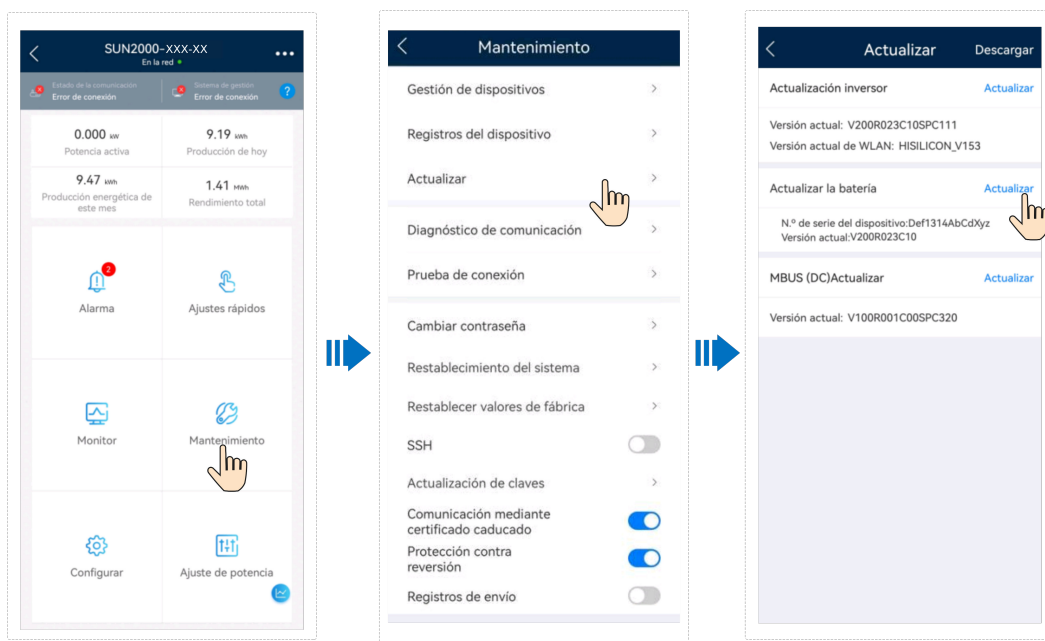 SUN2000-XXX-XX
En la red
Estado de la comunicación
Error de conexión
Sistema de gestión
Error de conexión
?
0.000 kW
Potencia activa
9.19 kWh
Producción de hoy
9.47 kWh
Producción energética de
este mes
1.41 MWh
Rendimiento total
2
Alarma
Ajustes rápidos
Monitor
Mantenimiento
Configurar
Ajuste de potencia
Mantenimiento
Gestión de dispositivos
Registros del dispositivo
Actualizar
Diagnóstico de comunicación
Prueba de conexión
Cambiar contraseña
Restablecimiento del sistema
Restablecer valores de fábrica
SSH
Actualización de claves
Comunicación mediante
certificado caducado
Protección contra
reversión
Registros de envío
Actualizar Descargar
Actualización inversor Actualizar
Versión actual: V200R023C10SPC111
Versión actual de WLAN: HISILICON_V153
Actualizar la batería Actualizar
N.º de serie del dispositivo:Def1314AbCdXyz
Versión actual:V200R023C10
MBUS (DC)Actualizar Actualizar
Versión actual: V100R001C00SPC320